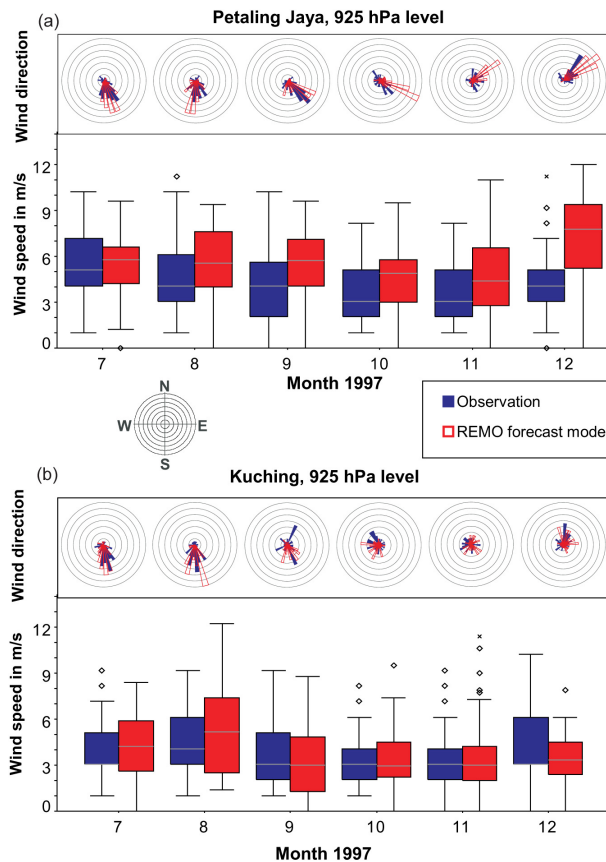 (a) Petaling Jaya, 925 hPa level
Wind direction
Wind speed in m/s
12
9
6
3
0
7 8 9 10 11 12
Month 1997
N
W E
S
Observation
REMO forecast mode
(b) Kuching, 925 hPa level
Wind direction
Wind speed in m/s
12
9
6
3
0
7 8 9 10 11 12
Month 1997